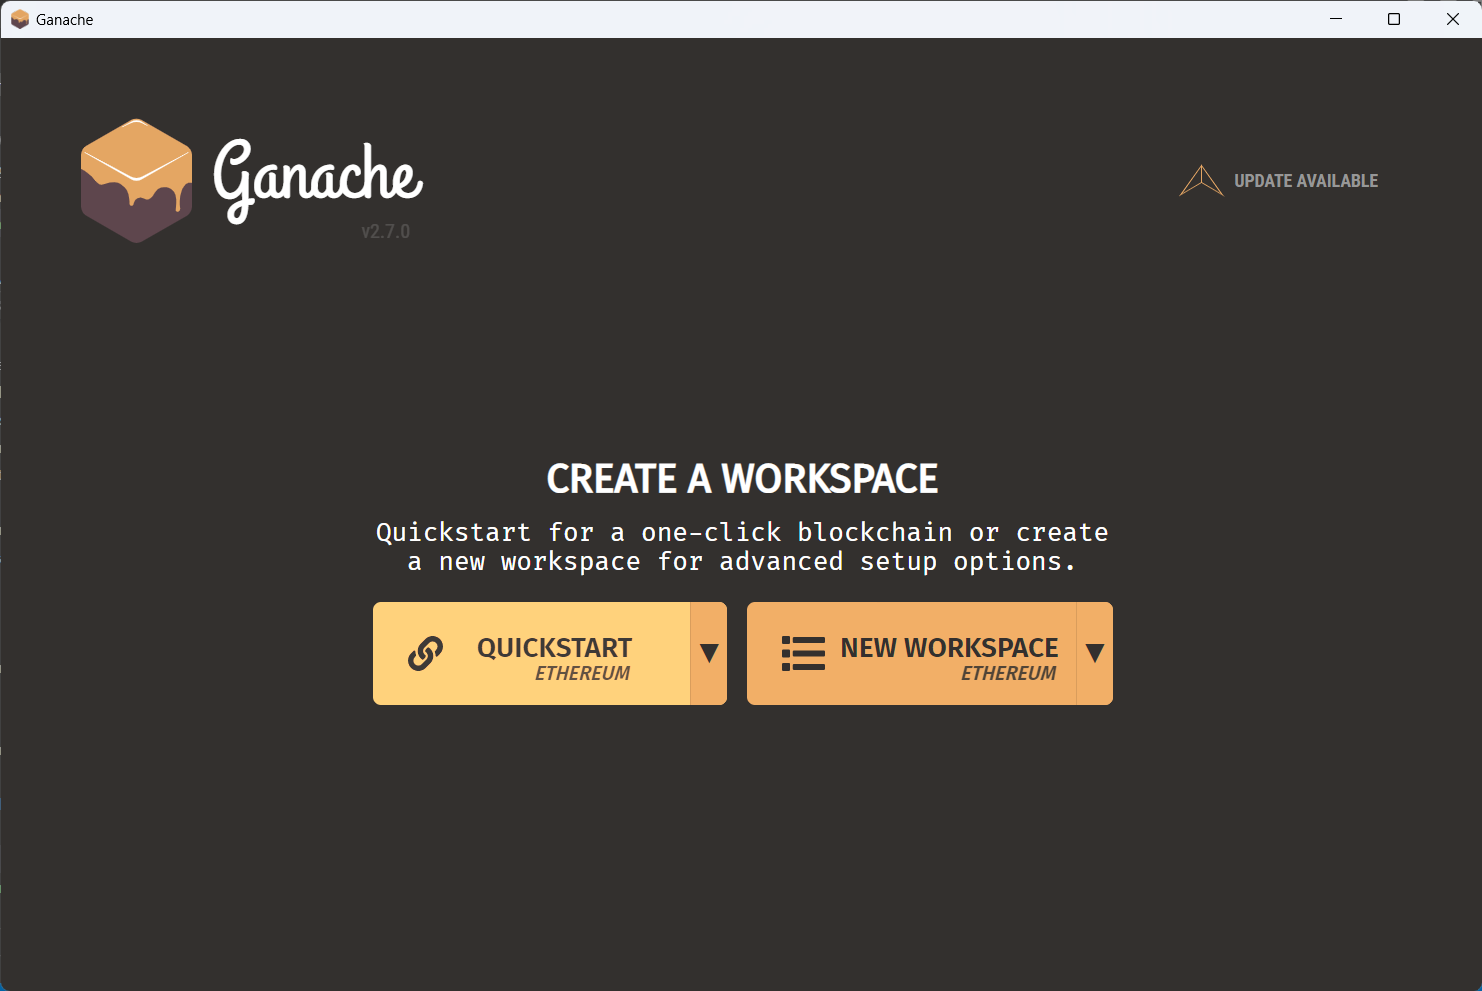 Ganache
Ganache
v2.7.0
UPDATE AVAILABLE
CREATE A WORKSPACE
Quickstart for a one-click blockchain or create
a new workspace for advanced setup options.
QUICKSTART
ETHEREUM
NEW WORKSPACE
ETHEREUM